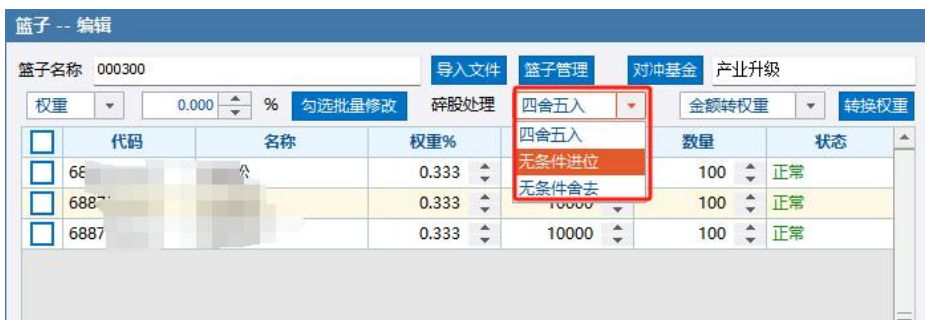 篮子 -- 编辑
篮子名称 000300 导入文件 篮子管理 对冲基金 产业升级
权重 0.000 % 勾选批量修改 碎股处理 四舍五入 金额转权重 转换权重
代码 名称 权重% 四舍五入 数量 状态
无条件进位
无条件舍去
68 0.333 100 正常
688 0.333 10000 100 正常
6887 0.333 10000 100 正常